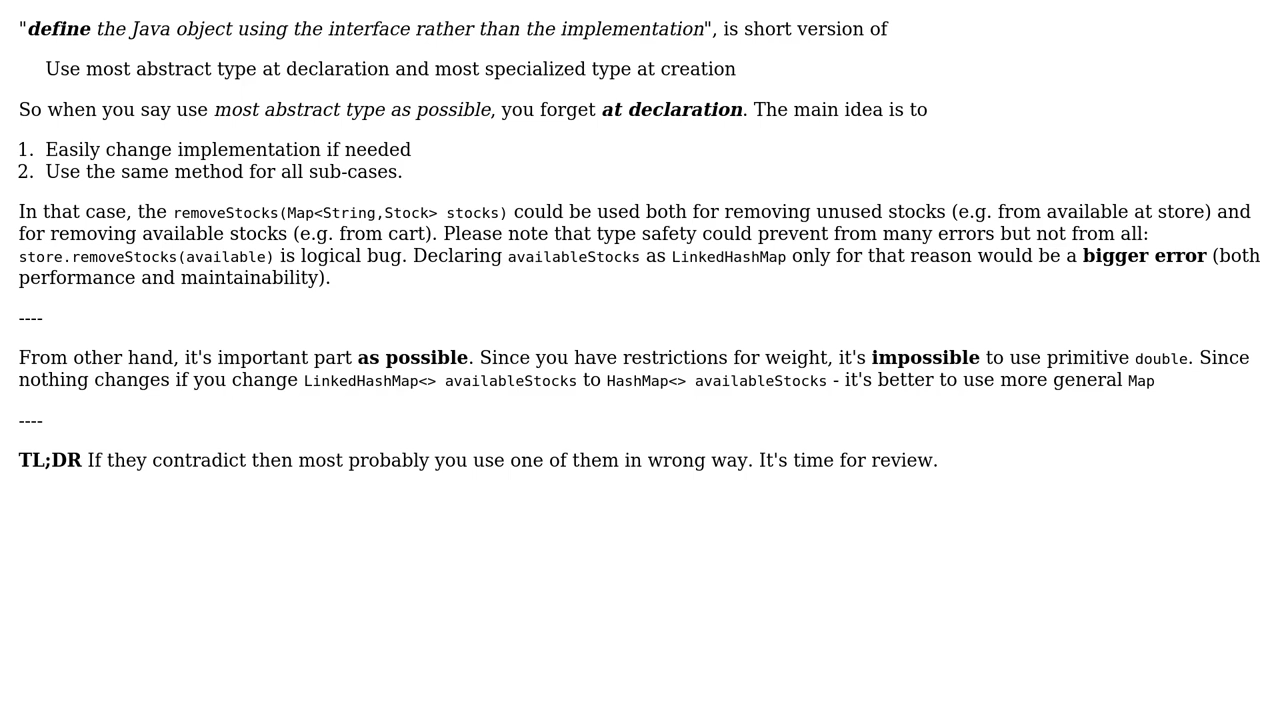 "define the Java object using the interface rather than the implementation", is short version of
Use most abstract type at declaration and most specialized type at creation
So when you say use most abstract type as possible, you forget at declaration. The main idea is to
1. Easily change implementation if needed
2. Use the same method for all sub-cases.
In that case, the removeStocks(Map<String,Stock> stocks) could be used both for removing unused stocks (e.g. from available at store) and
for removing available stocks (e.g. from cart). Please note that type safety could prevent from many errors but not from all:
store.removeStocks(available) is logical bug. Declaring availableStocks as LinkedHashMap only for that reason would be a bigger error (both
performance and maintainability).
----
From other hand, it's important part as possible. Since you have restrictions for weight, it's impossible to use primitive double. Since
nothing changes if you change LinkedHashMap<> availableStocks to HashMap<> availableStocks - it's better to use more general Map
----
TL;DR If they contradict then most probably you use one of them in wrong way. It's time for review.